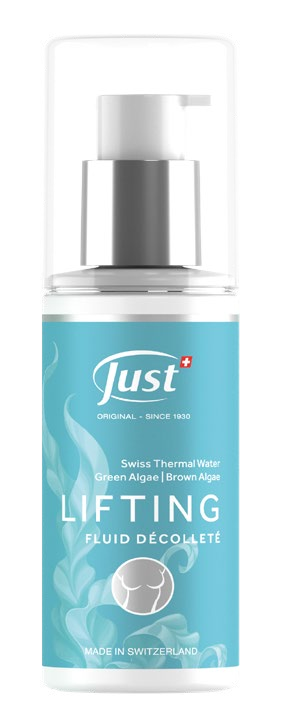 Just
ORIGINAL - SINCE 1930
Swiss Thermal Water
Green Algae | Brown Algae
LIFTING
FLUID DÉCOLLETÉ
MADE IN SWITZERLAND